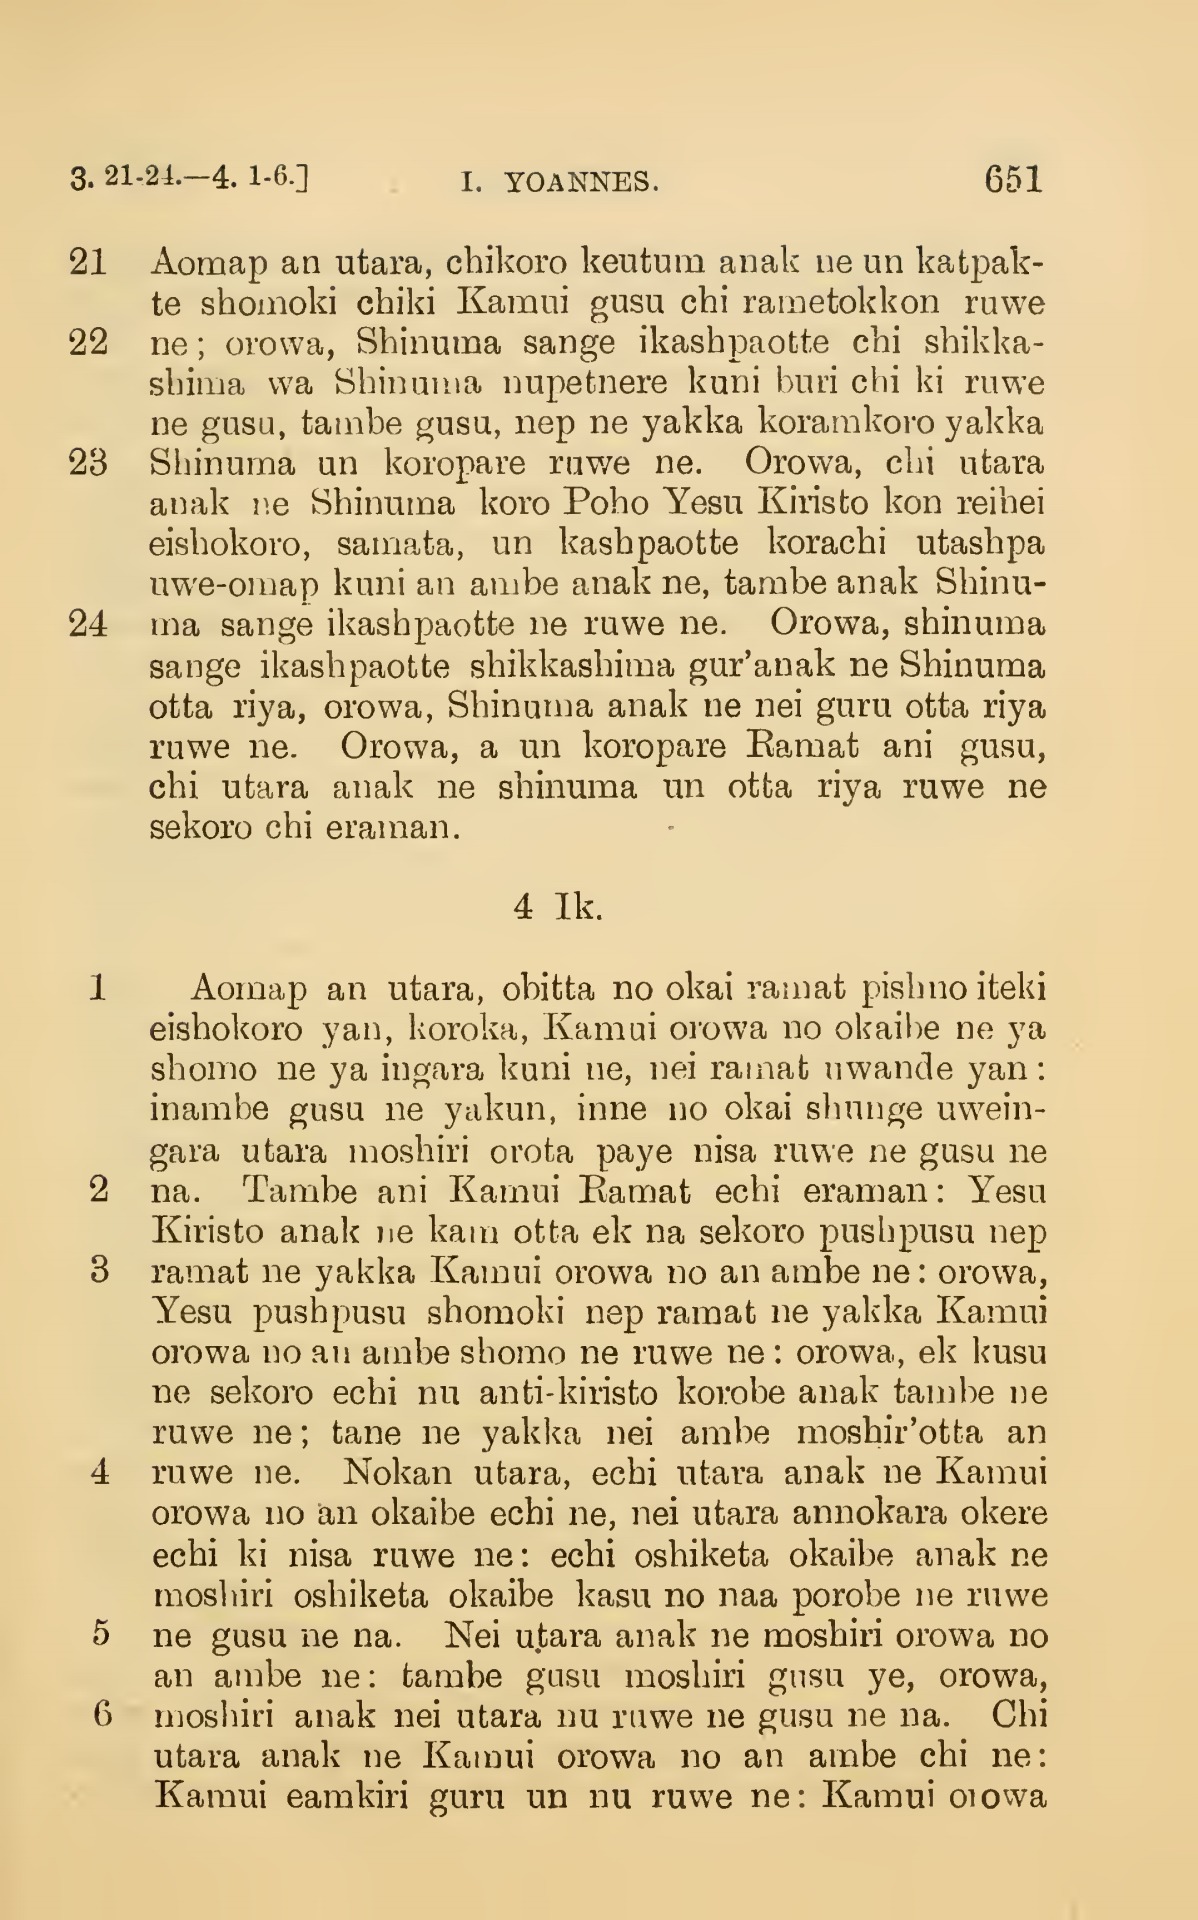 3. 21-24.—4. 1-6.] I. YOANNES. 651
21 Aomap an utara, chikoro keutum anak ne un katpak-
te shomoki chiki Kamui gusu chi rametokkon ruwe
22 ne; orowa, Shinuma sange ikashpaotte chi shikka-
shima wa Shinuma nupetnere kuni buri chi ki ruwe
ne gusu, tambe gusu, nep ne yakka koramkoro yakka
23 Shinuma un koropare ruwe ne. Orowa, chi utara
anak ne Shinuma koro Poho Yesu Kiristo kon reihei
eishokoro, samata, un kashpaotte korachi utashpa
uwe-omap kuni an ambe anak ne, tambe anak Shinu-
24 ma sange ikashpaotte ne ruwe ne. Orowa, shinuma
sange ikashpaotte shikkashima gur'anak ne Shinuma
otta riya, orowa, Shinuma anak ne nei guru otta riya
ruwe ne. Orowa, a un koropare Ramat ani gusu,
chi utara anak ne shinuma un otta riya ruwe ne
sekoro chi eraman.
4 Ik.
1 Aomap an utara, obitta no okai ramat pishno iteki
eishokoro yan, koroka, Kamui orowa no okaibe ne ya
shomo ne ya ingara kuni ne, nei ramat uwande yan:
inambe gusu ne yakun, inne no okai shunge uwein-
gara utara moshiri orota paye nisa ruwe ne gusu ne
2 na. Tambe ani Kamui Ramat echi eraman: Yesu
Kiristo anak ne kam otta ek na sekoro pushpusu nep
3 ramat ne yakka Kamui orowa no an ambe ne: orowa,
Yesu pushpusu shomoki nep ramat ne yakka Kamui
orowa no an ambe shomo ne ruwe ne: orowa, ek kusu
ne sekoro echi nu anti-kiristo korobe anak tambe ne
ruwe ne; tane ne yakka nei ambe moshir'otta an
4 ruwe ne. Nokan utara, echi utara anak ne Kamui
orowa no an okaibe echi ne, nei utara annokara okere
echi ki nisa ruwe ne: echi oshiketa okaibe anak ne
moshiri oshiketa okaibe kasu no naa porobe ne ruwe
5 ne gusu ne na. Nei utara anak ne moshiri orowa no
an ambe ne: tambe gusu moshiri gusu ye, orowa,
6 moshiri anak nei utara nu ruwe ne gusu ne na. Chi
utara anak ne Kamui orowa no an ambe chi ne:
Kamui eamkiri guru un nu ruwe ne: Kamui orowa